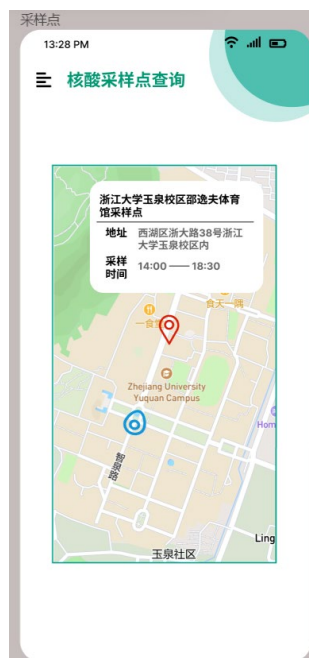 采样点
13:28 PM
核酸采样点查询
浙江大学玉泉校区邵逸夫体育
馆采样点
地址 西湖区浙大路38号浙江
大学玉泉校区内
采样
时间 14:00 —— 18:30
食天一隅
一食堂
Zhejiang University
Yuquan Campus
Hom
智泉路
玉泉社区
Ling